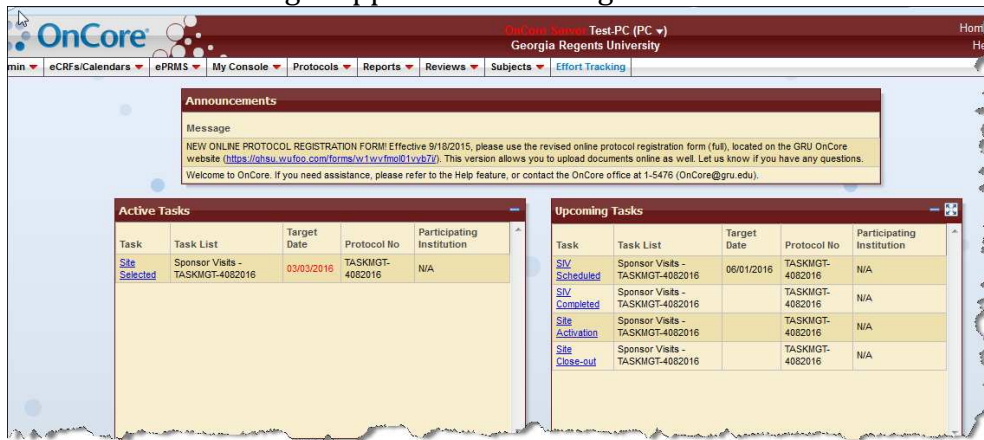 OnCore
OnCore Server Test-PC (PC ▾)
Georgia Regents University
Hom
He
min eCRFs/Calendars ePRMS My Console Protocols Reports Reviews Subjects Effort Tracking
Announcements
Message
NEW ONLINE PROTOCOL REGISTRATION FORM! Effective 9/18/2015, please use the revised online protocol registration form (full), located on the GRU OnCore
website (https://ghsu.wufoo.com/forms/w1wvfmol01vyb7i/). This version allows you to upload documents online as well. Let us know if you have any questions.
Welcome to OnCore. If you need assistance, please refer to the Help feature, or contact the OnCore office at 1-5476 (OnCore@gru.edu).
Active Tasks
Task Task List Target Date Protocol No Participating Institution
Site Selected Sponsor Visits - TASKMGT-4082016 03/03/2016 TASKMGT-4082016 N/A
Upcoming Tasks
Task Task List Target Date Protocol No Participating Institution
SIV Scheduled Sponsor Visits - TASKMGT-4082016 06/01/2016 TASKMGT-4082016 N/A
SIV Completed Sponsor Visits - TASKMGT-4082016 TASKMGT-4082016 N/A
Site Activation Sponsor Visits - TASKMGT-4082016 TASKMGT-4082016 N/A
Site Close-out Sponsor Visits - TASKMGT-4082016 TASKMGT-4082016 N/A